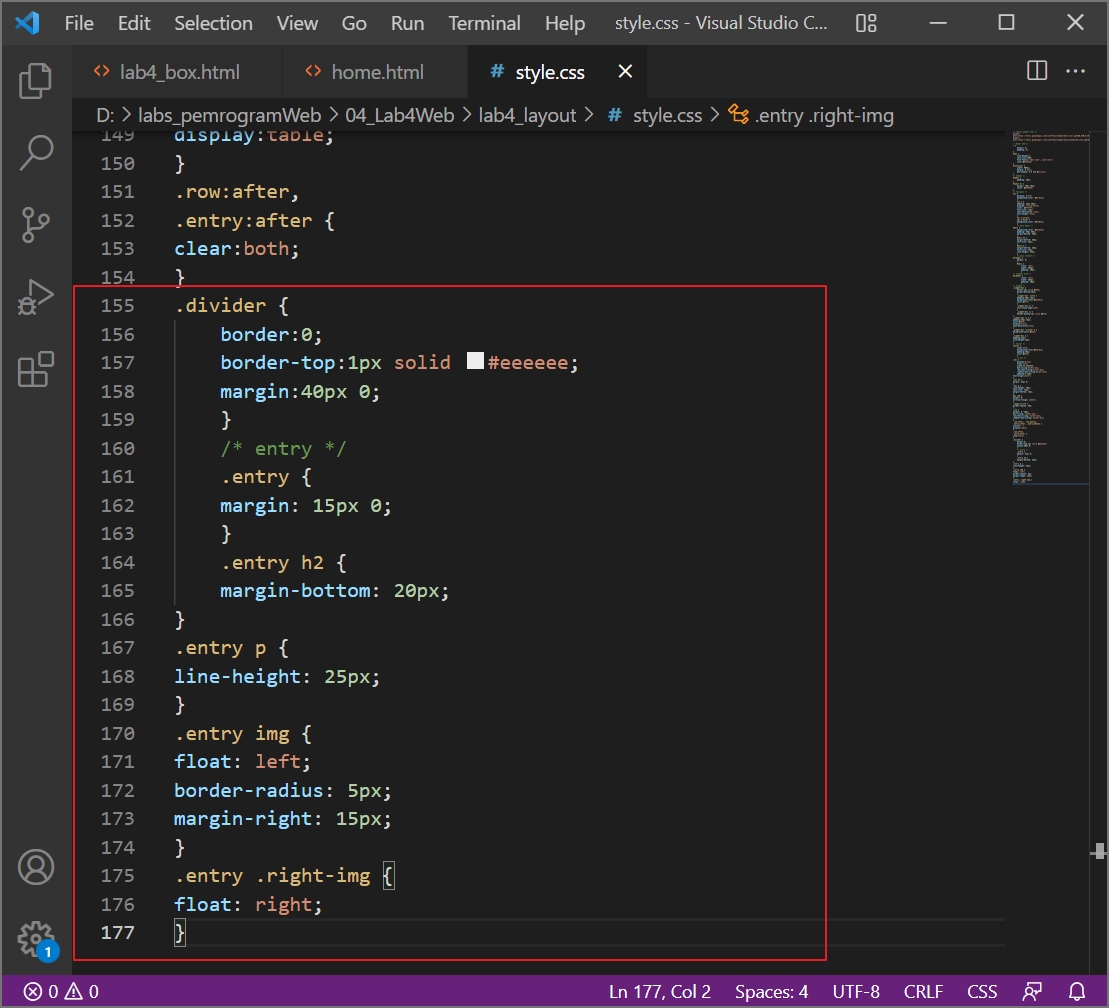 File Edit Selection View Go Run Terminal Help style.css - Visual Studio C...
lab4_box.html home.html # style.css
D: > labs_pemrogramWeb > 04_Lab4Web > lab4_layout > # style.css > .entry .right-img
149 display:table;
150 }
151 .row:after,
152 .entry:after {
153 clear:both;
154 }
155 .divider {
156 border:0;
157 border-top:1px solid #eeeeee;
158 margin:40px 0;
159 }
160 /* entry */
161 .entry {
162 margin: 15px 0;
163 }
164 .entry h2 {
165 margin-bottom: 20px;
166 }
167 .entry p {
168 line-height: 25px;
169 }
170 .entry img {
171 float: left;
172 border-radius: 5px;
173 margin-right: 15px;
174 }
175 .entry .right-img {
176 float: right;
177 }
1
0 0 Ln 177, Col 2 Spaces: 4 UTF-8 CRLF CSS